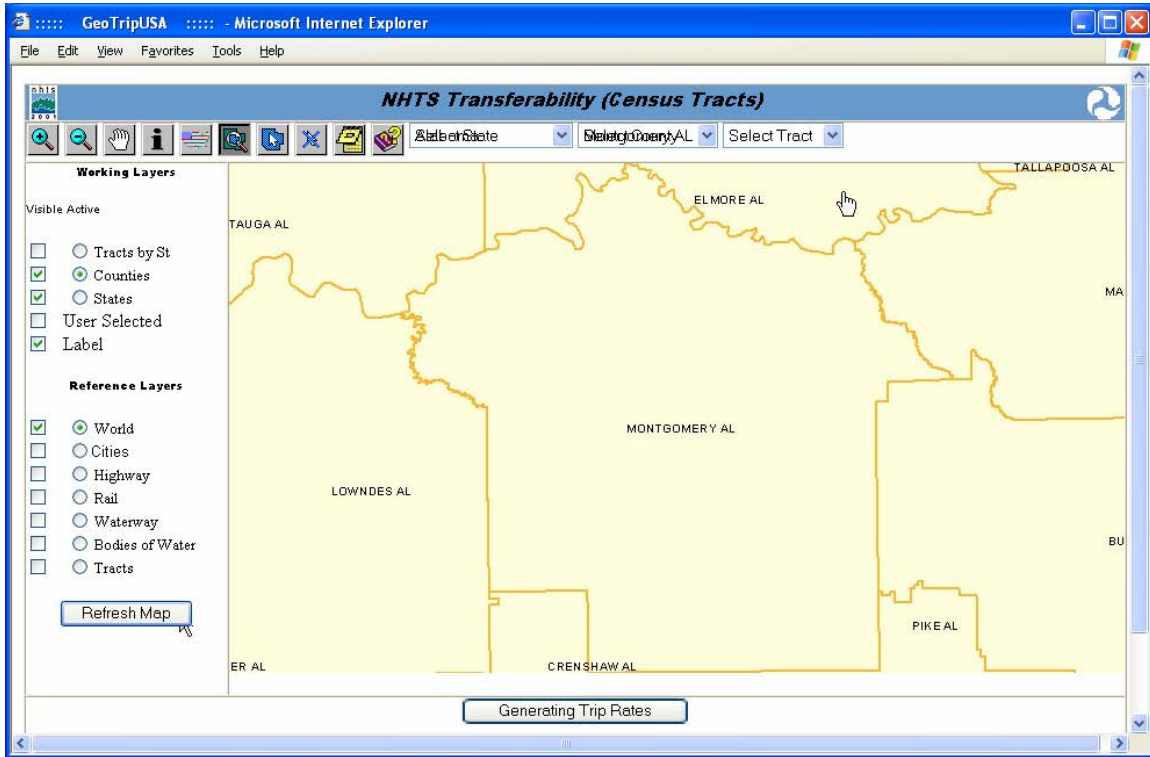 ::::: GeoTripUSA ::::: - Microsoft Internet Explorer
File Edit View Favorites Tools Help
nhts
2001
NHTS Transferability (Census Tracts)
Select Tract
Working Layers
Visible Active
Tracts by St
Counties
States
User Selected
Label
Reference Layers
World
Cities
Highway
Rail
Waterway
Bodies of Water
Tracts
Refresh Map
TALLAPOOSA AL
ELMORE AL
TAUGA AL
MA
MONTGOMERY AL
LOWNDES AL
BU
PIKE AL
ER AL
CRENSHAW AL
Generating Trip Rates